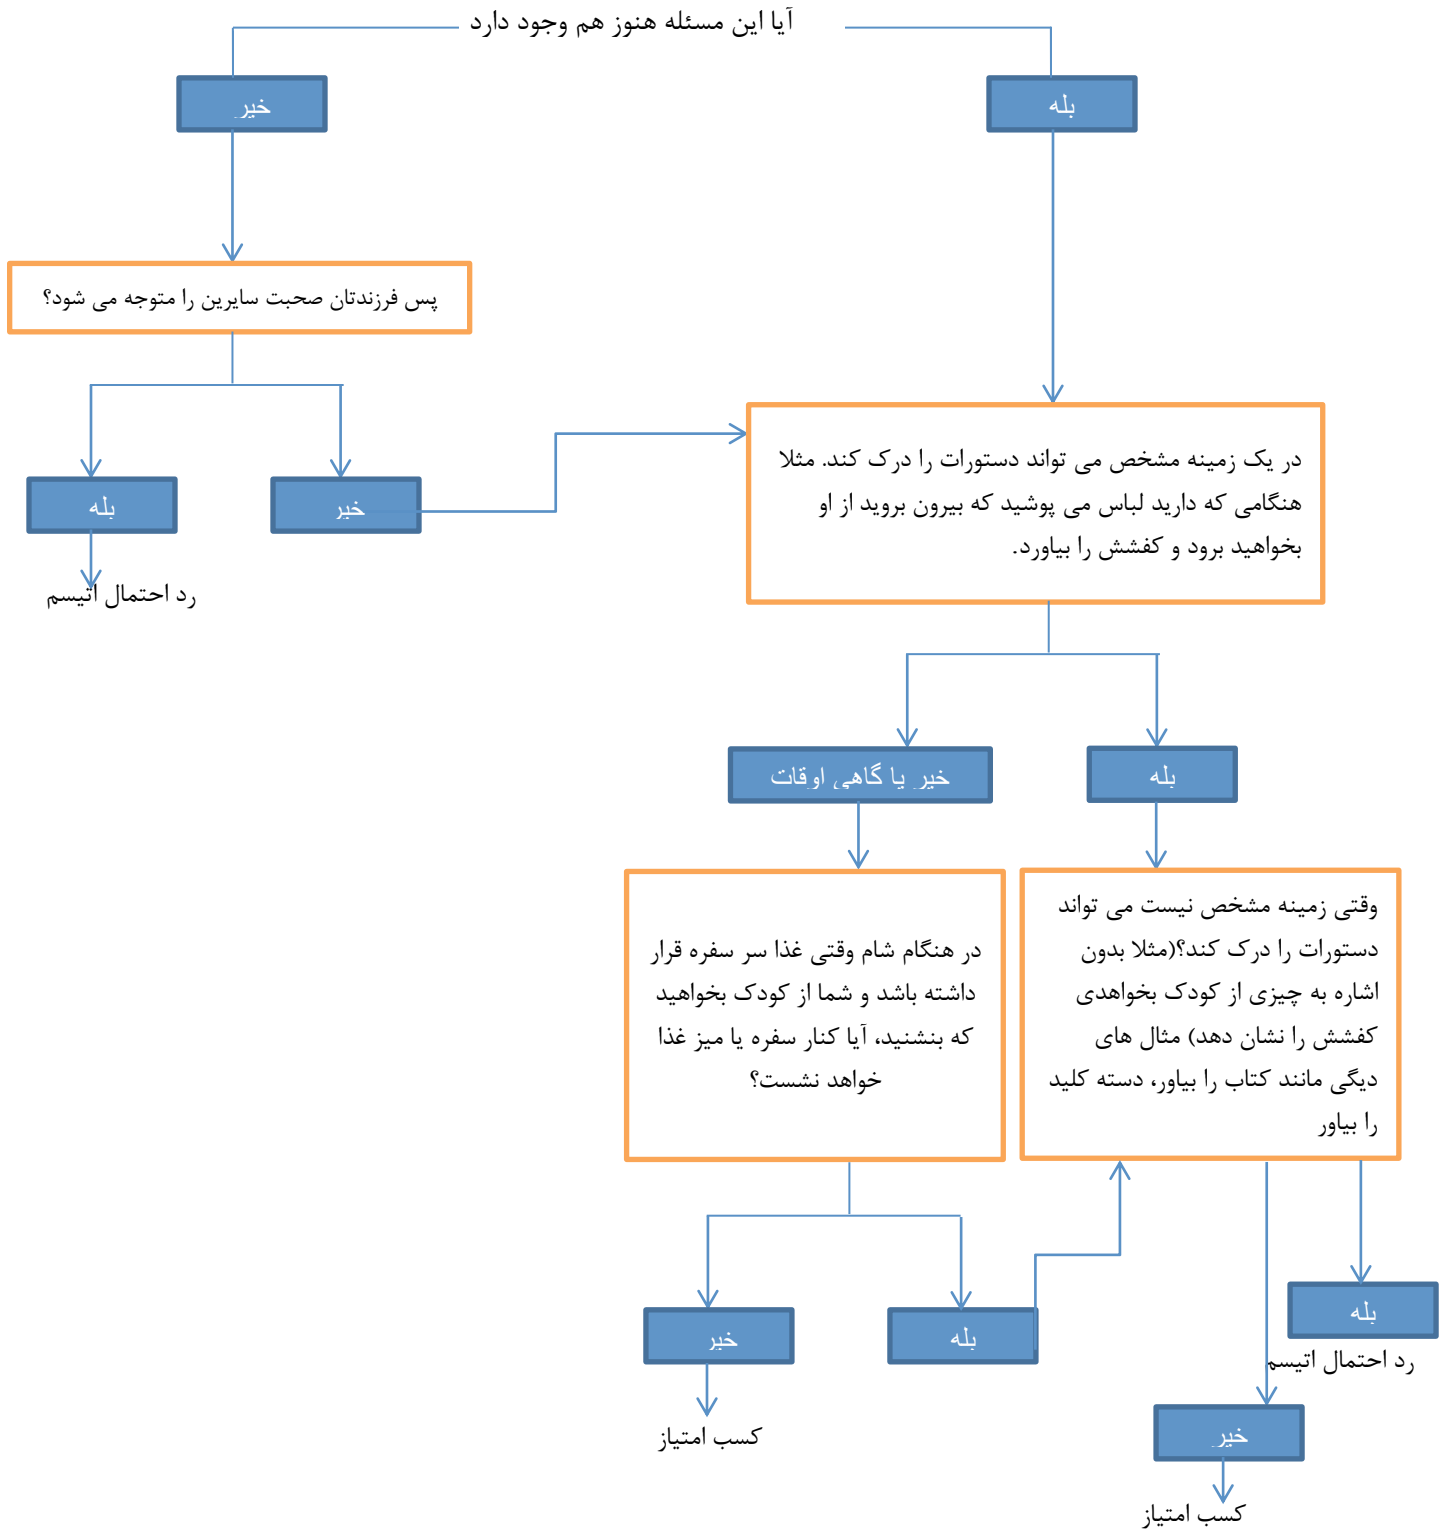 آیا این مسئله هنوز هم وجود دارد
بله
خیر
پس فرزندتان صحبت سایرین را متوجه می شود؟
خیر
بله
رد احتمال اتیسم
در یک زمینه مشخص می تواند دستورات را درک کند. مثلا
هنگامی که دارید لباس می پوشید که بیرون بروید از او
بخواهید برود و کفشش را بیاورد.
بله
خیر یا گاهی اوقات
وقتی زمینه مشخص نیست می تواند
دستورات را درک کند؟(مثلا بدون
اشاره به چیزی از کودک بخواهدی
کفشش را نشان دهد) مثال های
دیگی مانند کتاب را بیاور، دسته کلید
را بیاور
در هنگام شام وقتی غذا سر سفره قرار
داشته باشد و شما از کودک بخواهید
که بنشنید، آیا کنار سفره یا میز غذا
خواهد نشست؟
بله
رد احتمال اتیسم
خیر
کسب امتیاز
بله
خیر
کسب امتیاز